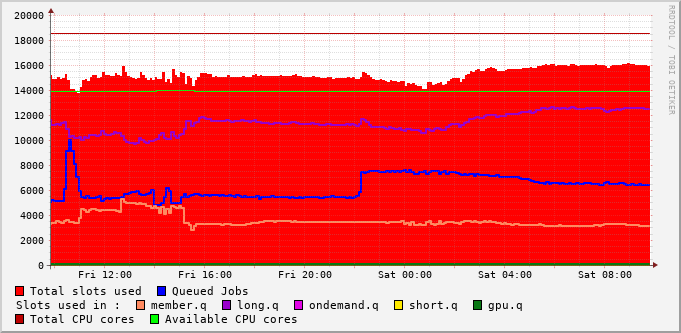 20000
18000
16000
14000
12000
10000
8000
6000
4000
2000
0
Fri 12:00 Fri 16:00 Fri 20:00 Sat 00:00 Sat 04:00 Sat 08:00
Total slots used Queued Jobs
Slots used in : member.q long.q ondemand.q short.q gpu.q
Total CPU cores Available CPU cores
RRDTOOL / TOBI OETIKER